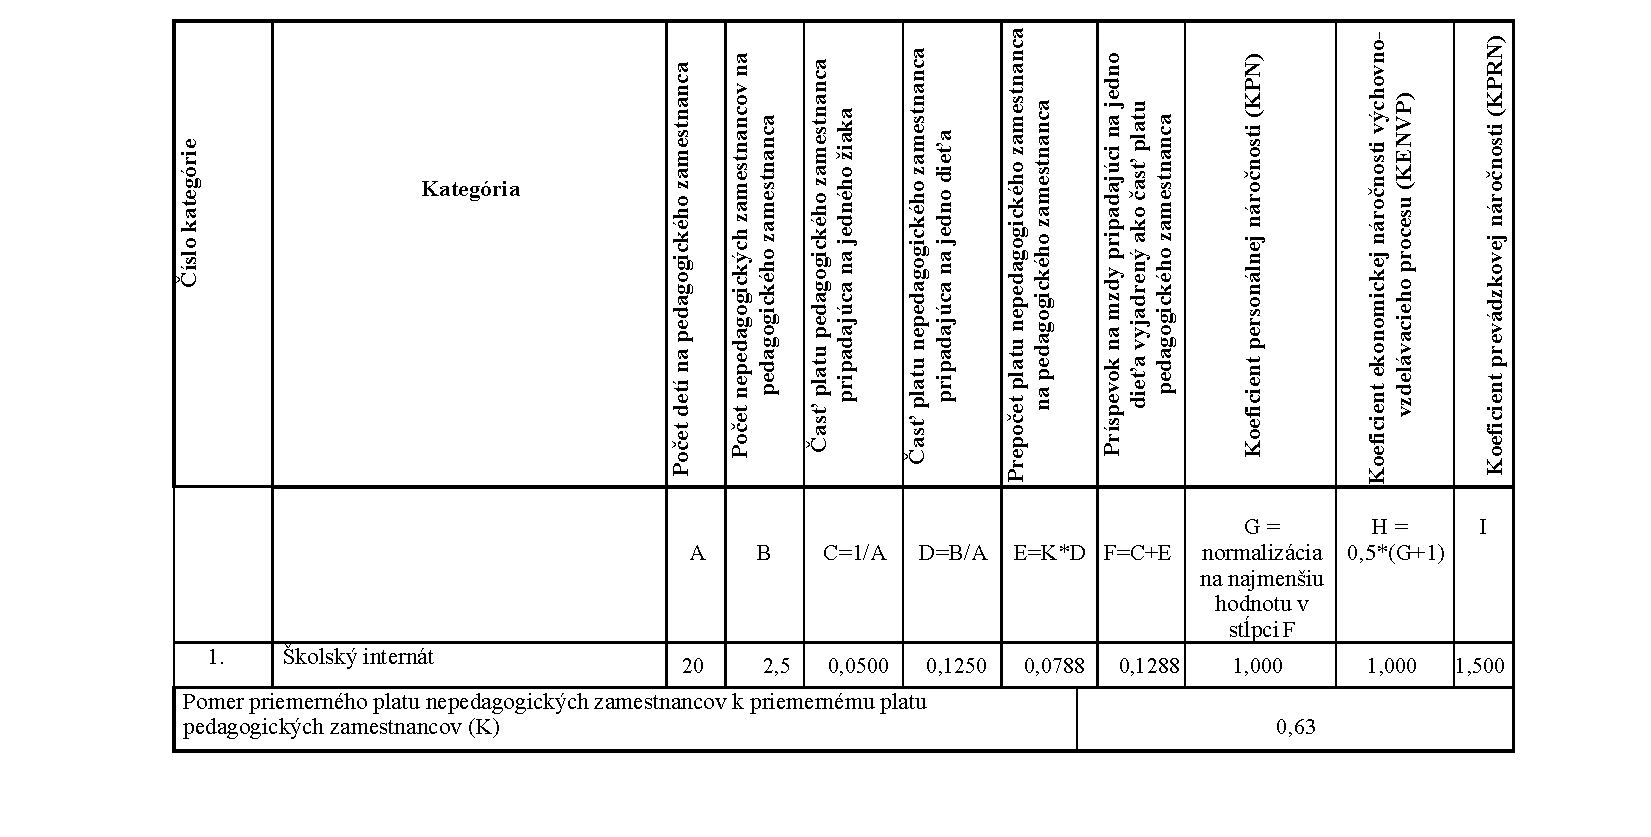 Číslo kategórie
Kategória
Počet detí na pedagogického zamestnanca
Počet nepedagogických zamestnancov na
pedagogického zamestnanca
Časť platu pedagogického zamestnanca
pripadajúca na jedného žiaka
Časť platu nepedagogického zamestnanca
pripadajúca na jedno dieťa
Prepočet platu nepedagogického zamestnanca
na pedagogického zamestnanca
Príspevok na mzdy pripadajúci na jedno
dieťa vyjadrený ako časť platu
pedagogického zamestnanca
Koeficient personálnej náročnosti (KPN)
Koeficient ekonomickej náročnosti výchovno-
vzdelávacieho procesu (KENVP)
Koeficient prevádzkovej náročnosti (KPRN)
A
B
C=1/A
D=B/A
E=K*D
F=C+E
G =
normalizácia
na najmenšiu
hodnotu v
stĺpci F
H =
0,5*(G+1)
I
1.
Školský internát
20
2,5
0,0500
0,1250
0,0788
0,1288
1,000
1,000
1,500
Pomer priemerného platu nepedagogických zamestnancov k priemernému platu
pedagogických zamestnancov (K)
0,63